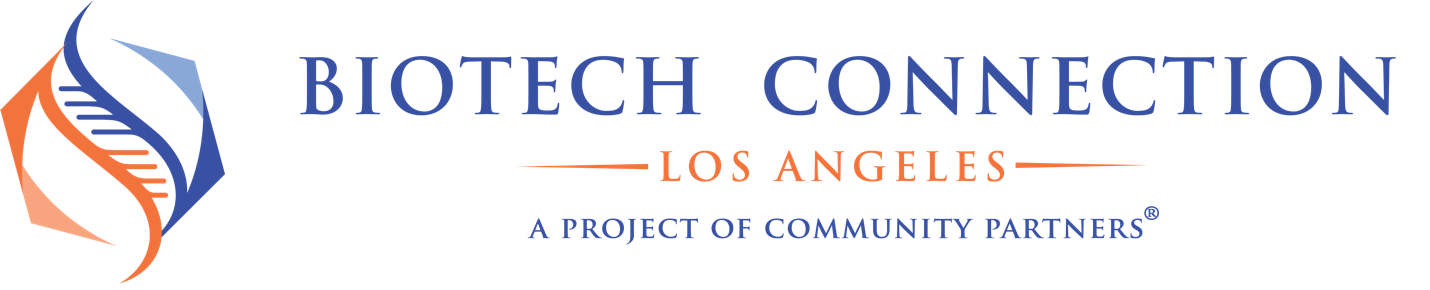 BIOTECH CONNECTION
LOS ANGELES
A PROJECT OF COMMUNITY PARTNERS®